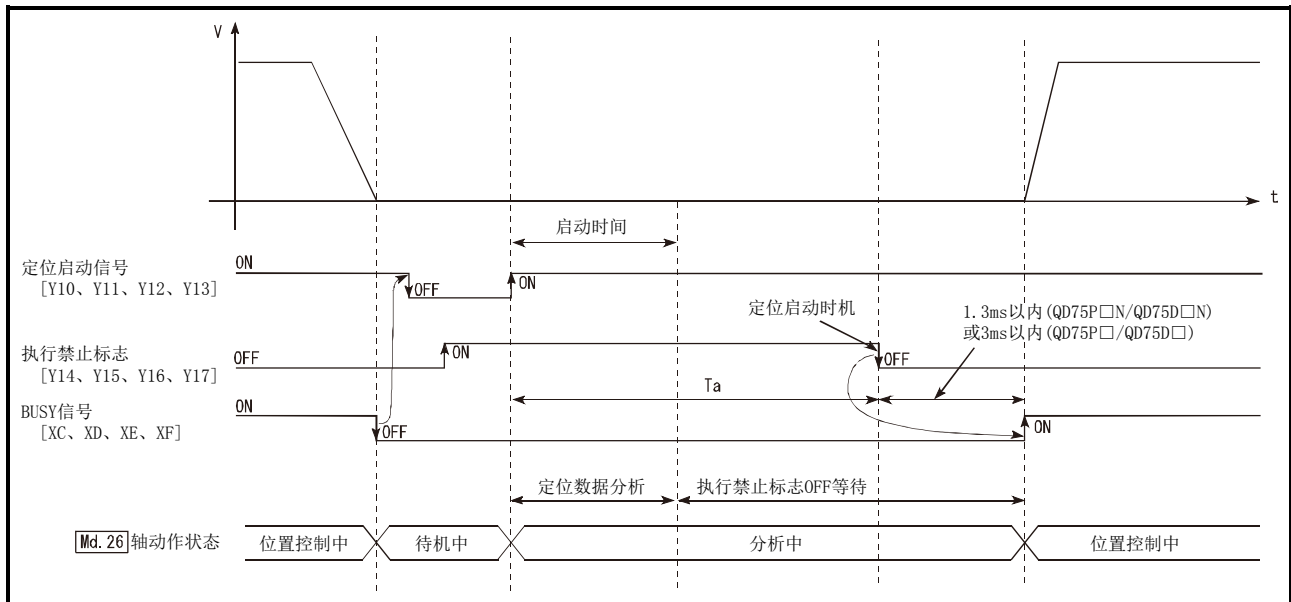 V
t
启动时间
定位启动信号
[Y10、Y11、Y12、Y13]
ON
OFF
ON
定位启动时机
1.3ms以内(QD75P□N/QD75D□N)
或3ms以内(QD75P□/QD75D□)
执行禁止标志
[Y14、Y15、Y16、Y17]
OFF
ON
OFF
Ta
BUSY信号
[XC、XD、XE、XF]
ON
OFF
ON
定位数据分析
执行禁止标志OFF等待
Md.26 轴动作状态
位置控制中
待机中
分析中
位置控制中